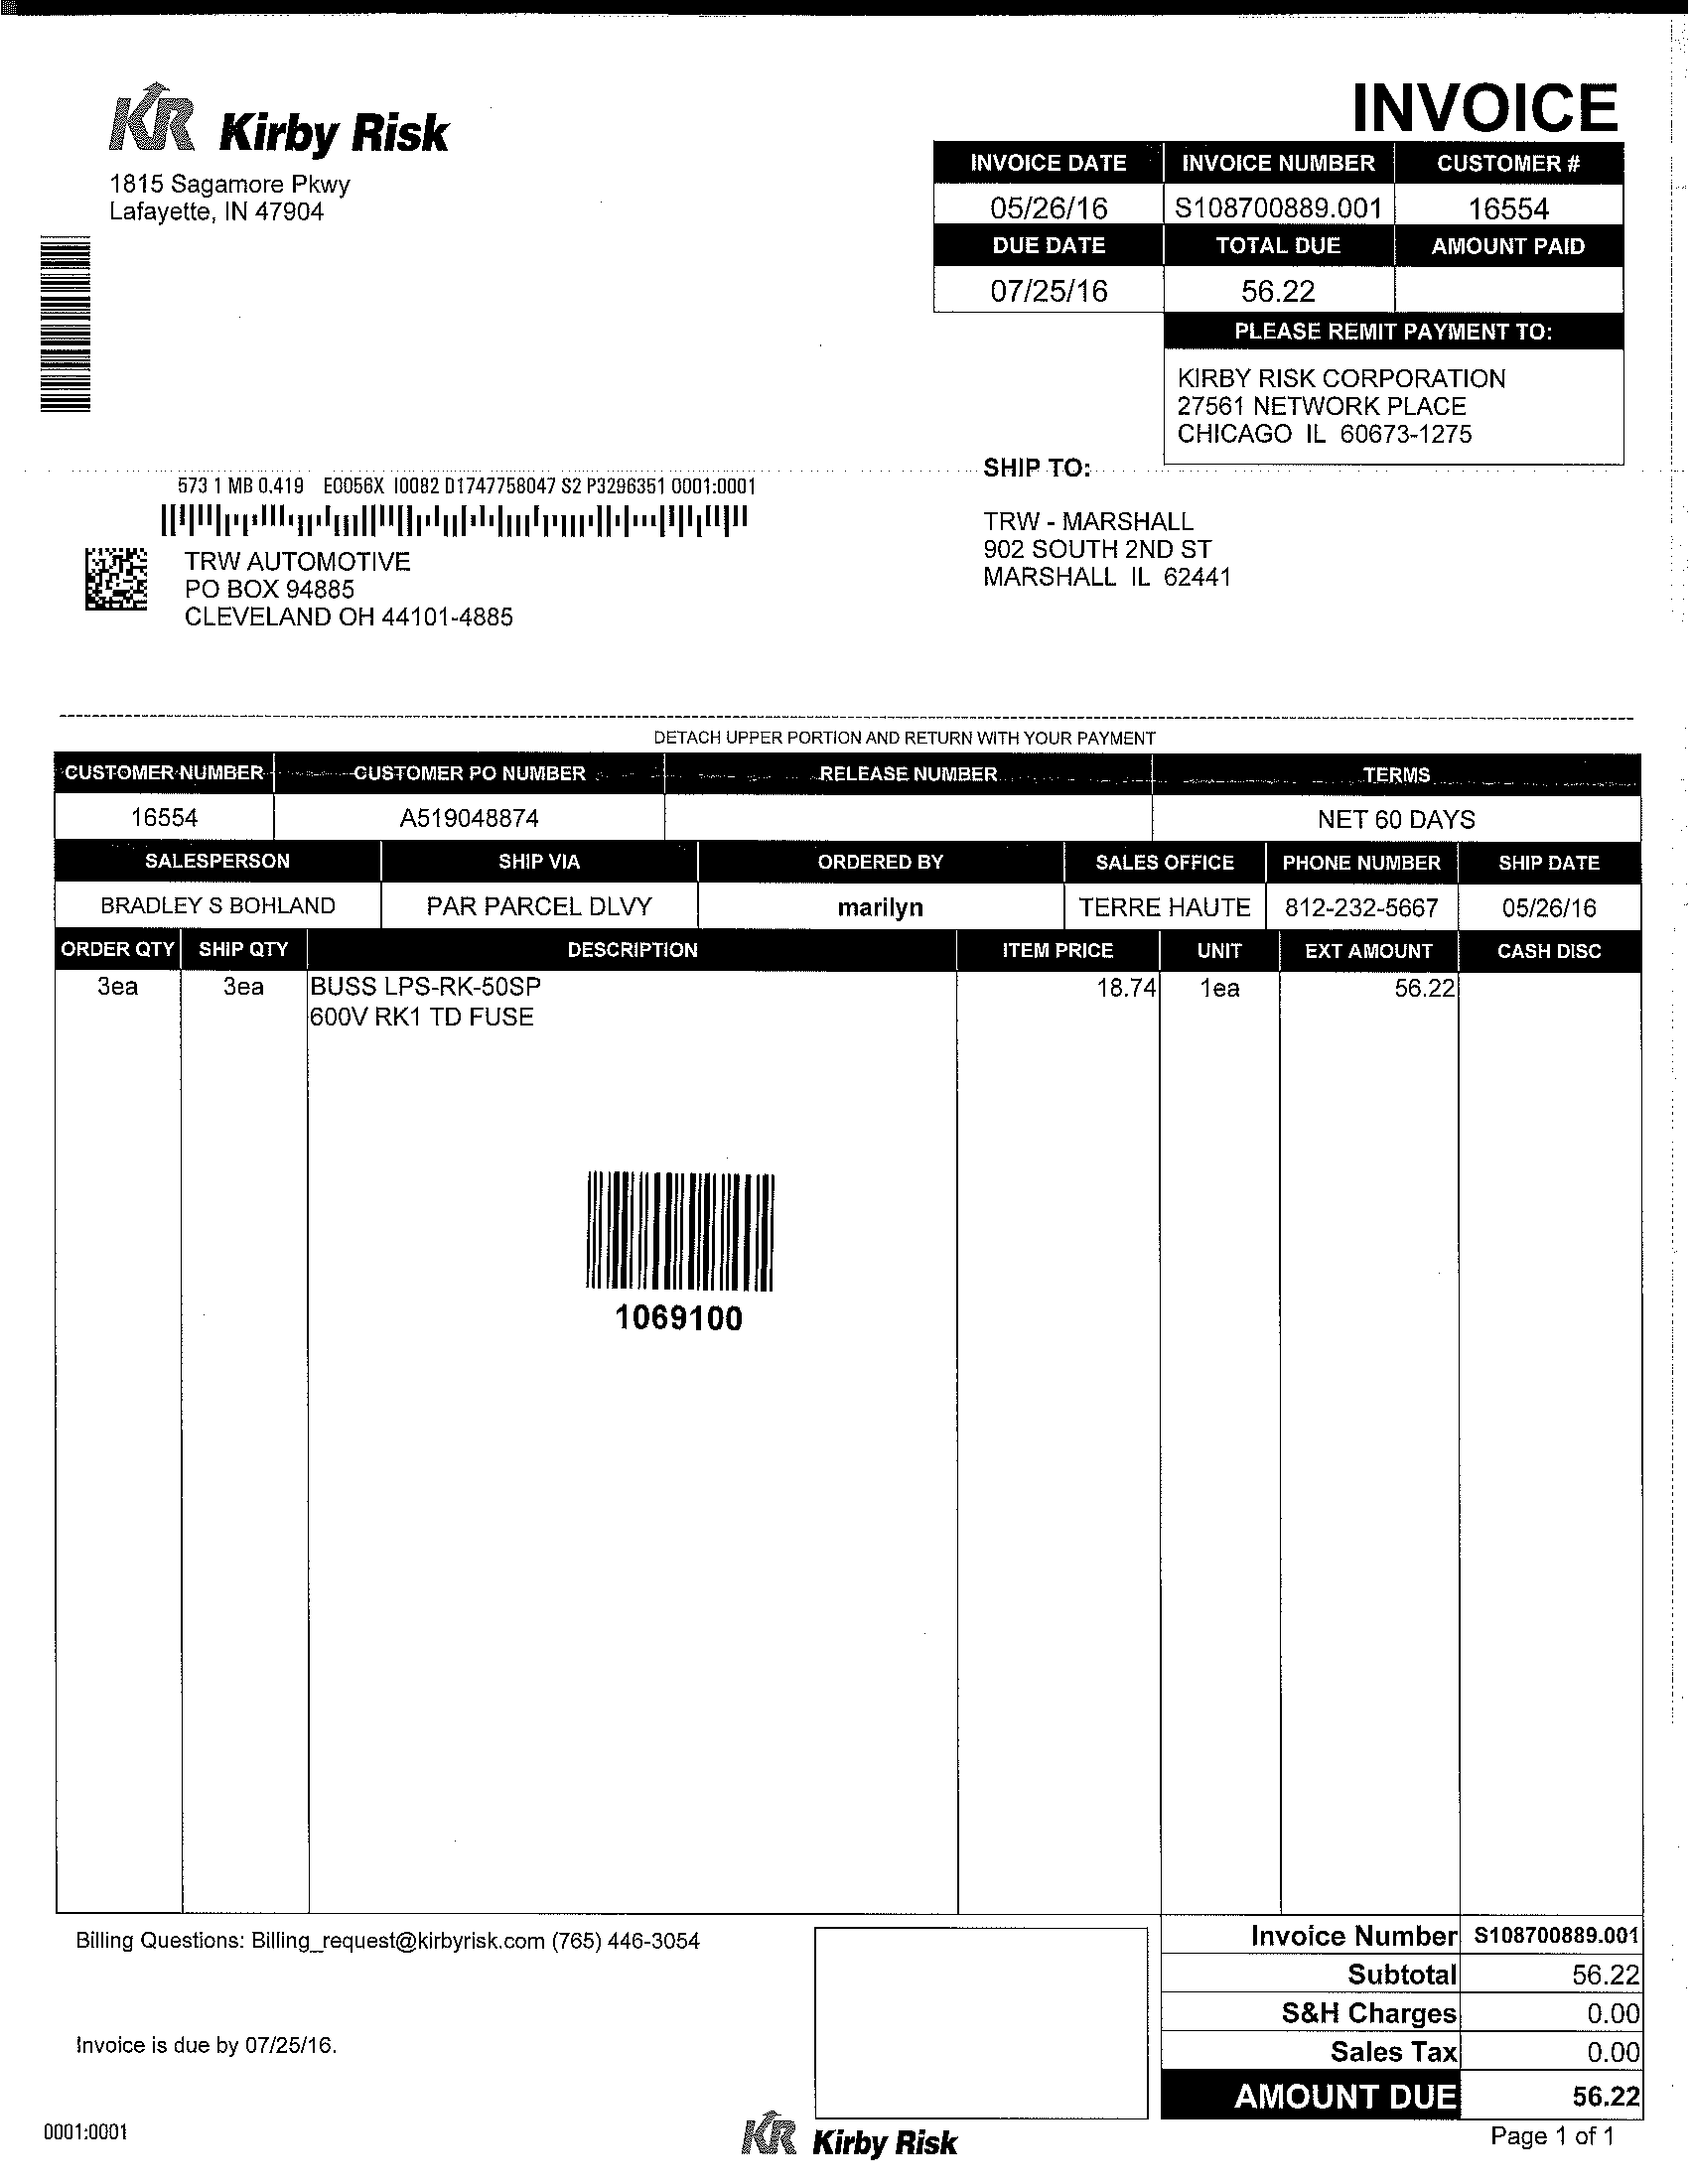 KR Kirby Risk
1815 Sagamore Pkwy
Lafayette, IN 47904
INVOICE
INVOICE DATE INVOICE NUMBER CUSTOMER #
05/26/16 S108700889.001 16554
DUE DATE TOTAL DUE AMOUNT PAID
07/25/16 56.22
PLEASE REMIT PAYMENT TO:
KIRBY RISK CORPORATION
27561 NETWORK PLACE
CHICAGO IL 60673-1275
573 1 MB 0.419 E0056X I0082 D1747758047 S2 P3296351 0001:0001
TRW AUTOMOTIVE
PO BOX 94885
CLEVELAND OH 44101-4885
SHIP TO:
TRW - MARSHALL
902 SOUTH 2ND ST
MARSHALL IL 62441
DETACH UPPER PORTION AND RETURN WITH YOUR PAYMENT
CUSTOMER NUMBER CUSTOMER PO NUMBER RELEASE NUMBER TERMS
16554 A519048874 NET 60 DAYS
SALESPERSON SHIP VIA ORDERED BY SALES OFFICE PHONE NUMBER SHIP DATE
BRADLEY S BOHLAND PAR PARCEL DLVY marilyn TERRE HAUTE 812-232-5667 05/26/16
ORDER QTY SHIP QTY DESCRIPTION ITEM PRICE UNIT EXT AMOUNT CASH DISC
3ea 3ea BUSS LPS-RK-50SP 18.74 1ea 56.22
600V RK1 TD FUSE
1069100
Billing Questions: Billing_request@kirbyrisk.com (765) 446-3054
Invoice is due by 07/25/16.
Invoice Number S108700889.001
Subtotal 56.22
S&H Charges 0.00
Sales Tax 0.00
AMOUNT DUE 56.22
0001:0001
KR Kirby Risk
Page 1 of 1